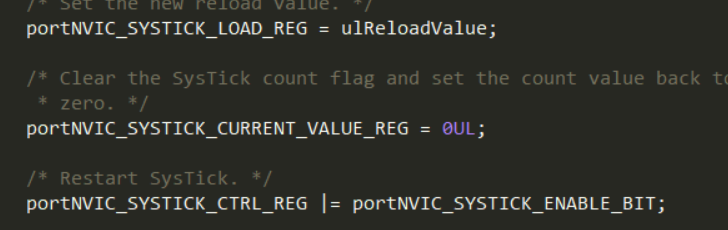 /* Set the new reload value. */
portNVIC_SYSTICK_LOAD_REG = ulReloadValue;
/* Clear the SysTick count flag and set the count value back to
* zero. */
portNVIC_SYSTICK_CURRENT_VALUE_REG = 0UL;
/* Restart SysTick. */
portNVIC_SYSTICK_CTRL_REG |= portNVIC_SYSTICK_ENABLE_BIT;